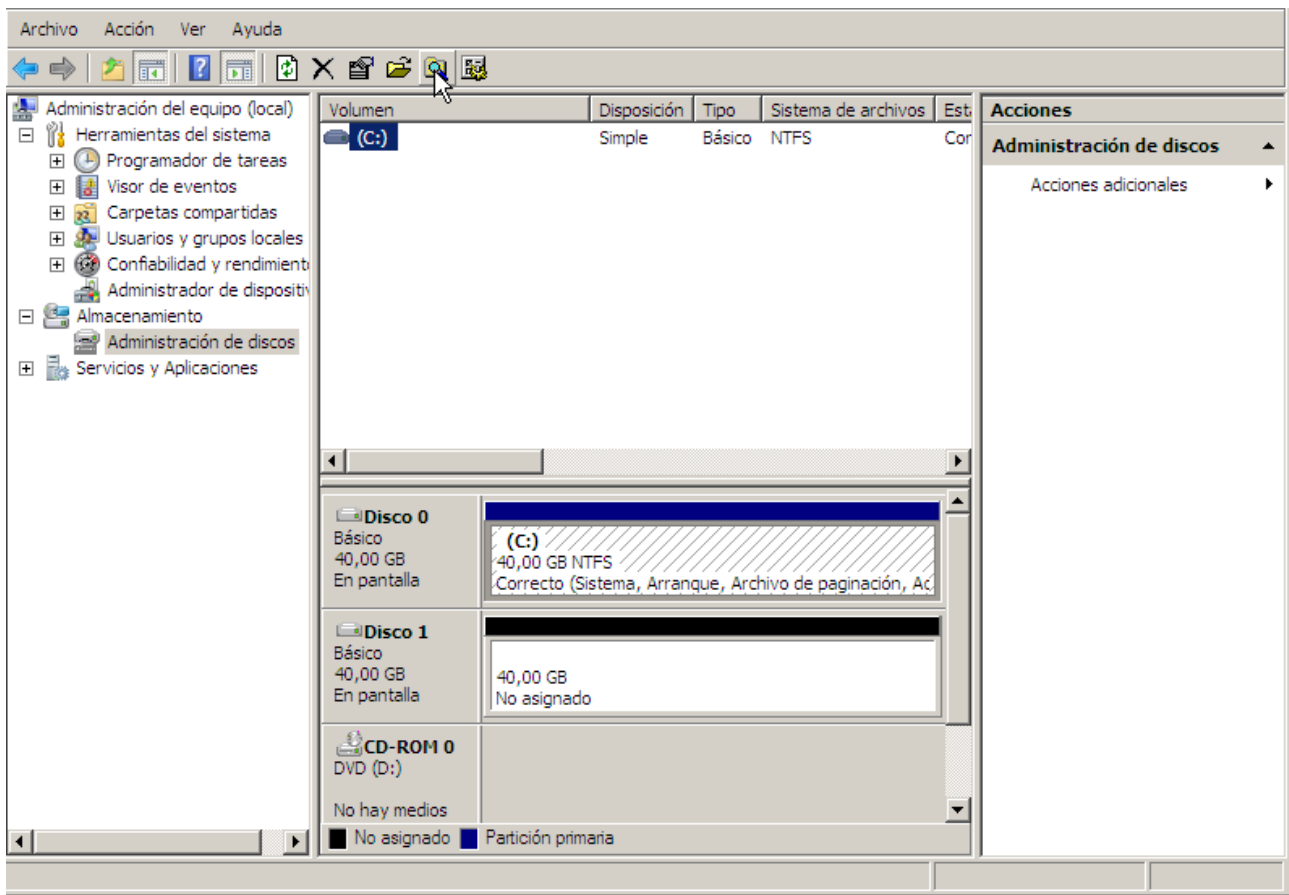 Archivo Acción Ver Ayuda
Administración del equipo (local)
Herramientas del sistema
Programador de tareas
Visor de eventos
Carpetas compartidas
Usuarios y grupos locales
Confiabilidad y rendimiento
Administrador de dispositiv
Almacenamiento
Administración de discos
Servicios y Aplicaciones
Volumen Disposición Tipo Sistema de archivos Esta
(C:) Simple Básico NTFS Cor
Disco 0
Básico
40,00 GB
En pantalla
(C:)
40,00 GB NTFS
Correcto (Sistema, Arranque, Archivo de paginación, Ac
Disco 1
Básico
40,00 GB
En pantalla
40,00 GB
No asignado
CD-ROM 0
DVD (D:)
No hay medios
No asignado Partición primaria
Acciones
Administración de discos
Acciones adicionales